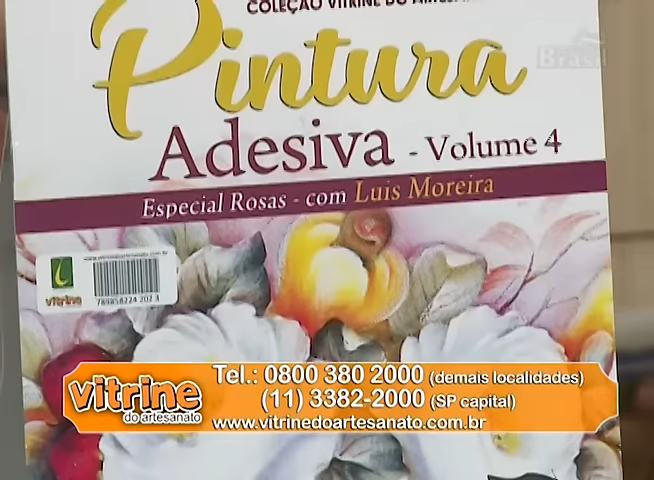 COLEÇÃO VITRINE DO
Pintura
Brasil
Adesiva - Volume 4
Especial Rosas - com Luis Moreira
vitrine
vitrine
do artesanato
Tel.: 0800 380 2000 (demais localidades)
(11) 3382-2000 (SP capital)
www.vitrinedoartesanato.com.br